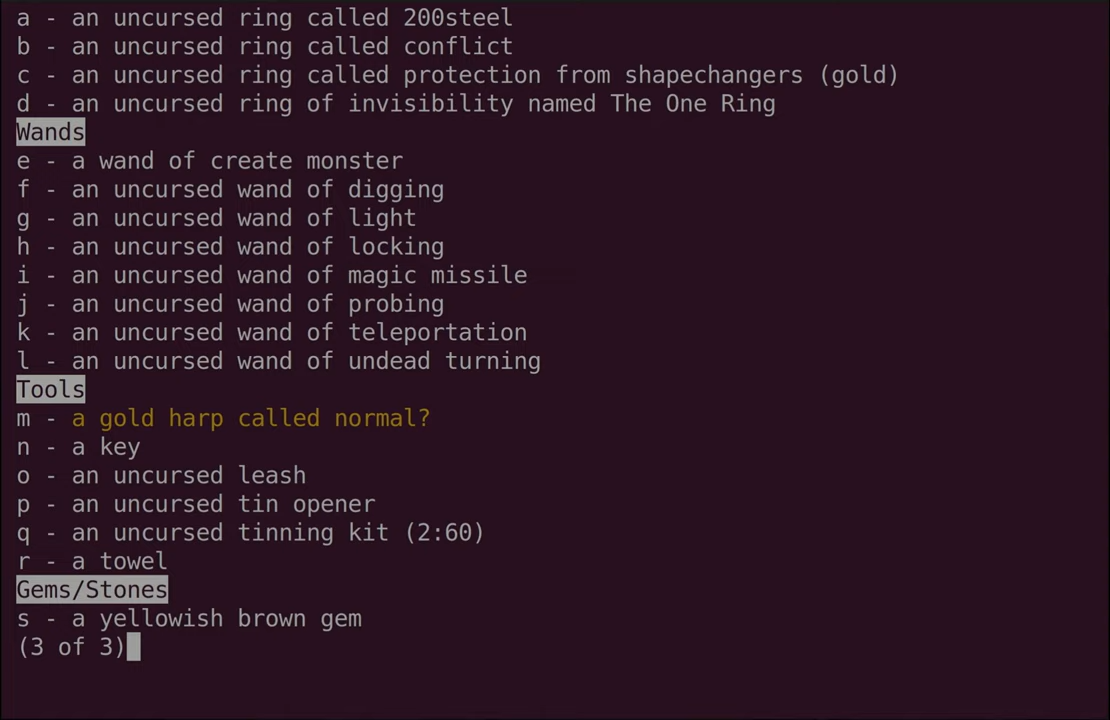 a - an uncursed ring called 200steel
b - an uncursed ring called conflict
c - an uncursed ring called protection from shapechangers (gold)
d - an uncursed ring of invisibility named The One Ring
Wands
e - a wand of create monster
f - an uncursed wand of digging
g - an uncursed wand of light
h - an uncursed wand of locking
i - an uncursed wand of magic missile
j - an uncursed wand of probing
k - an uncursed wand of teleportation
l - an uncursed wand of undead turning
Tools
m - a gold harp called normal?
n - a key
o - an uncursed leash
p - an uncursed tin opener
q - an uncursed tinning kit (2:60)
r - a towel
Gems/Stones
s - a yellowish brown gem
(3 of 3)